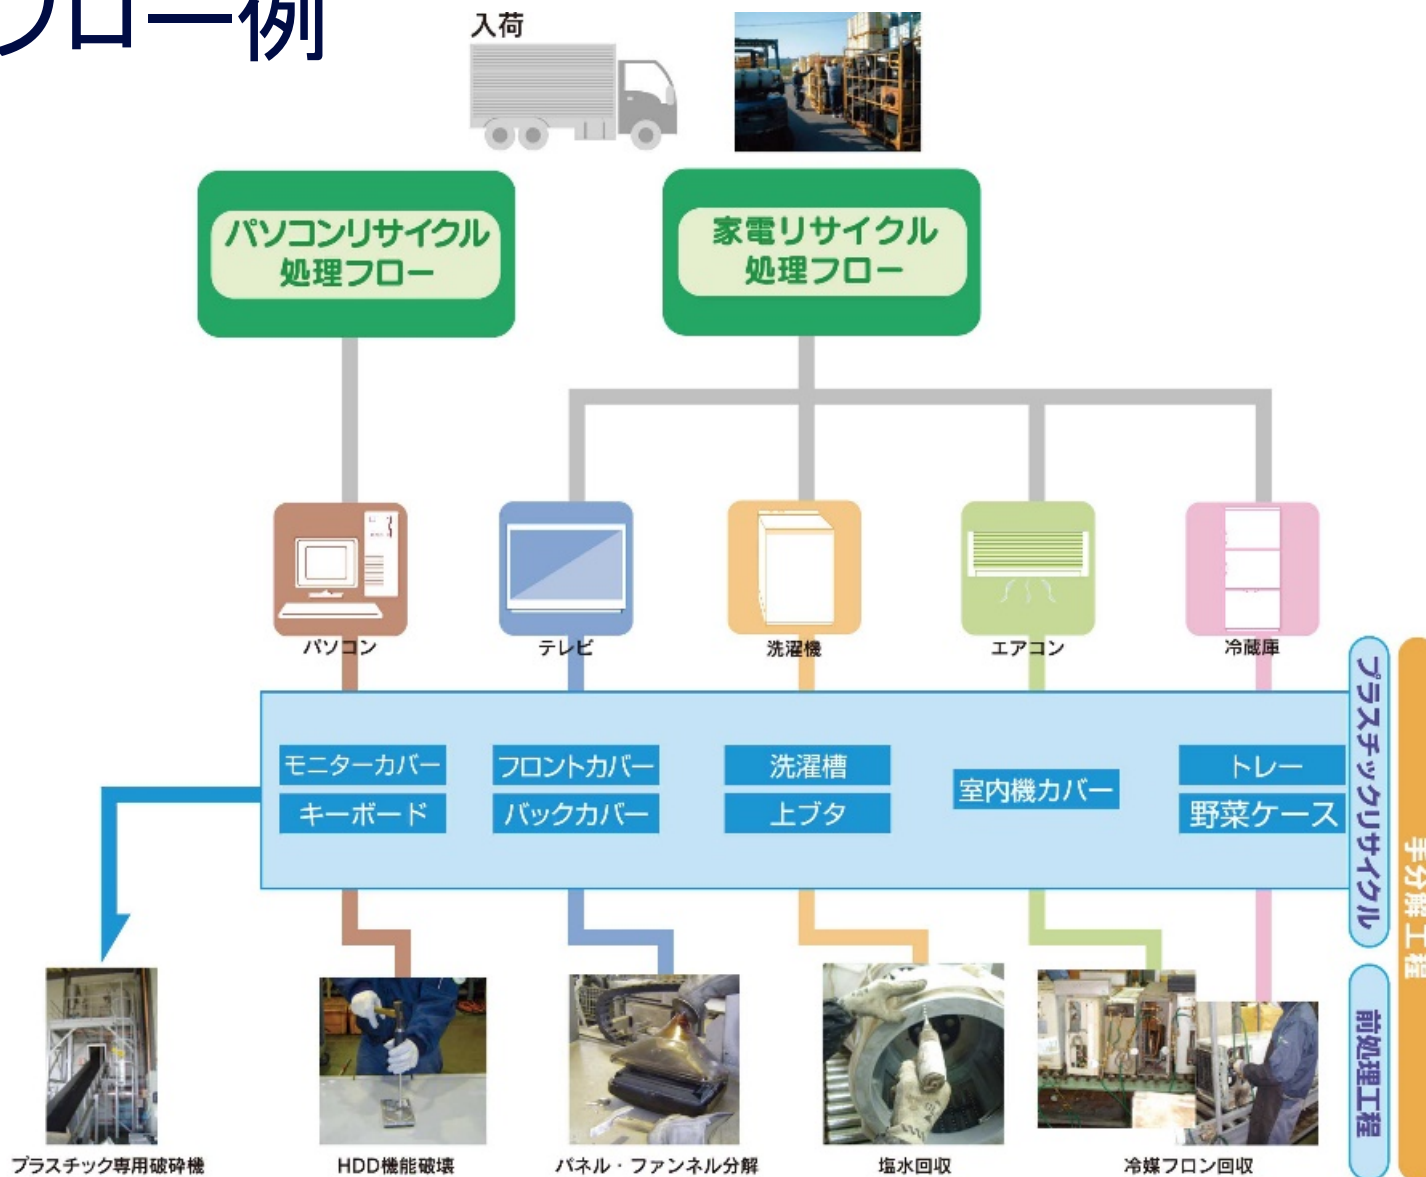 フロー例
入荷
パソコンリサイクル
処理フロー
家電リサイクル
処理フロー
パソコン
テレビ
洗濯機
エアコン
冷蔵庫
モニターカバー
キーボード
フロントカバー
バックカバー
洗濯槽
上ブタ
室内機カバー
トレー
野菜ケース
プラスチックリサイクル
手分解工程
前処理工程
プラスチック専用破砕機
HDD機能破壊
パネル・ファンネル分解
塩水回収
冷媒フロン回収